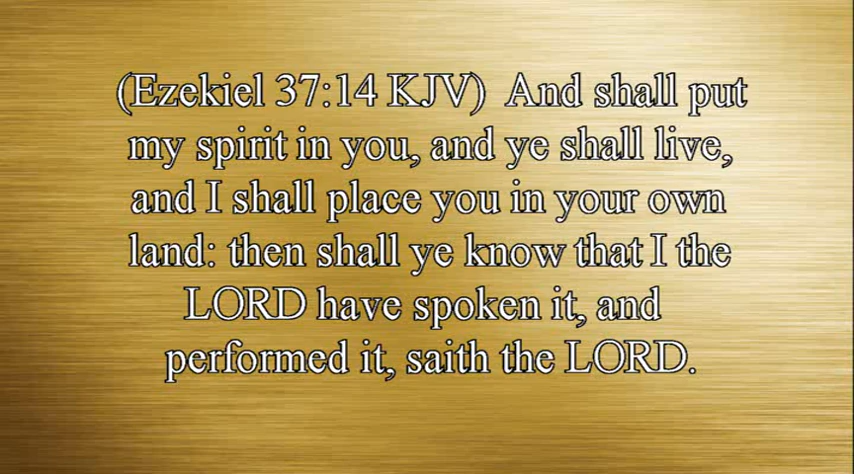 (Ezekiel 37:14 KJV)  And shall put
my spirit in you, and ye shall live,
and I shall place you in your own
land: then shall ye know that I the
LORD have spoken it, and
performed it, saith the LORD.